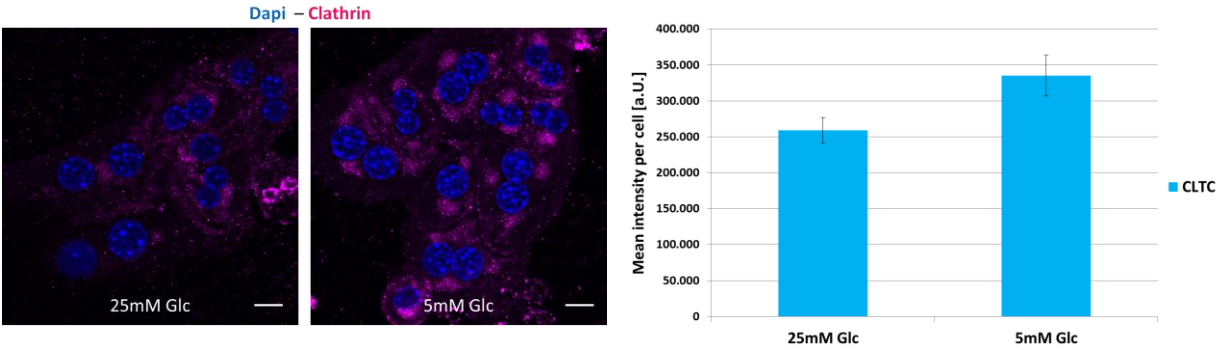 Dapi – Clathrin
25mM Glc
5mM Glc
Mean intensity per cell [a.U.]
400.000
350.000
300.000
250.000
200.000
150.000
100.000
50.000
0
25mM Glc
5mM Glc
CLTC